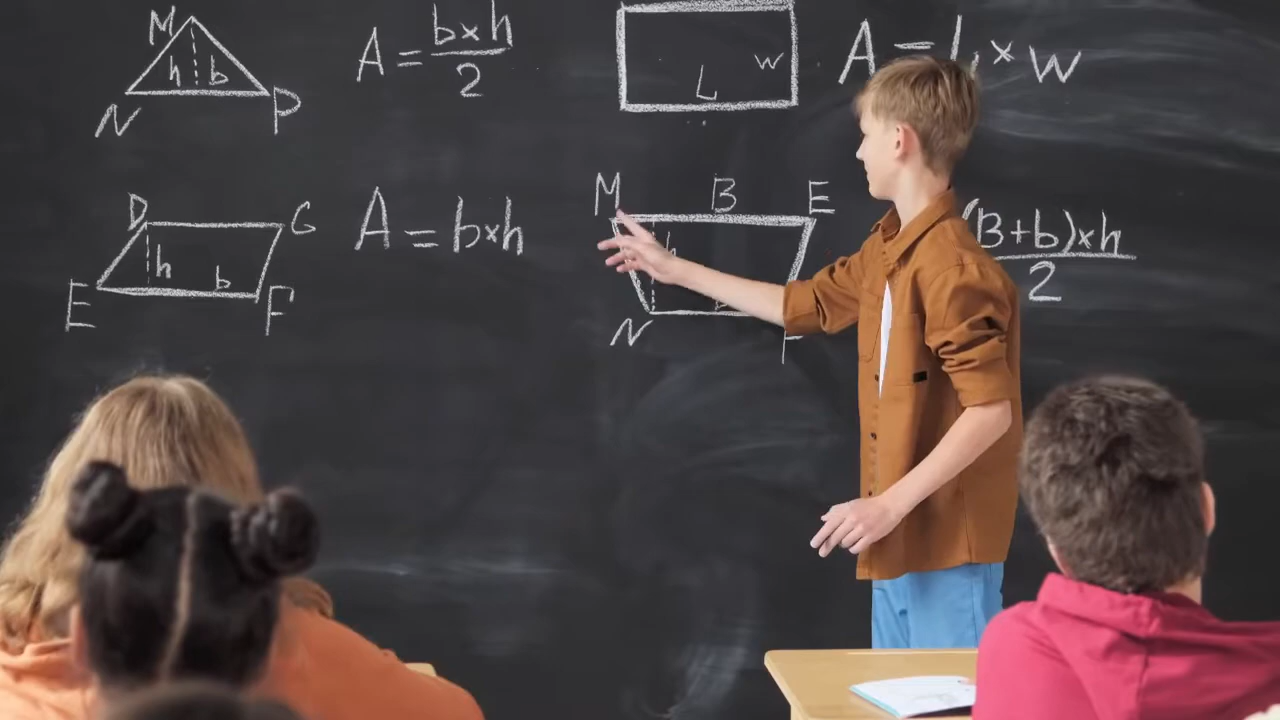 M
h b
N P
A = b×h
2
W
L
A = L × W
D G
h
b
E F
A = b×h
M B E
h
N
(B+b)×h
2